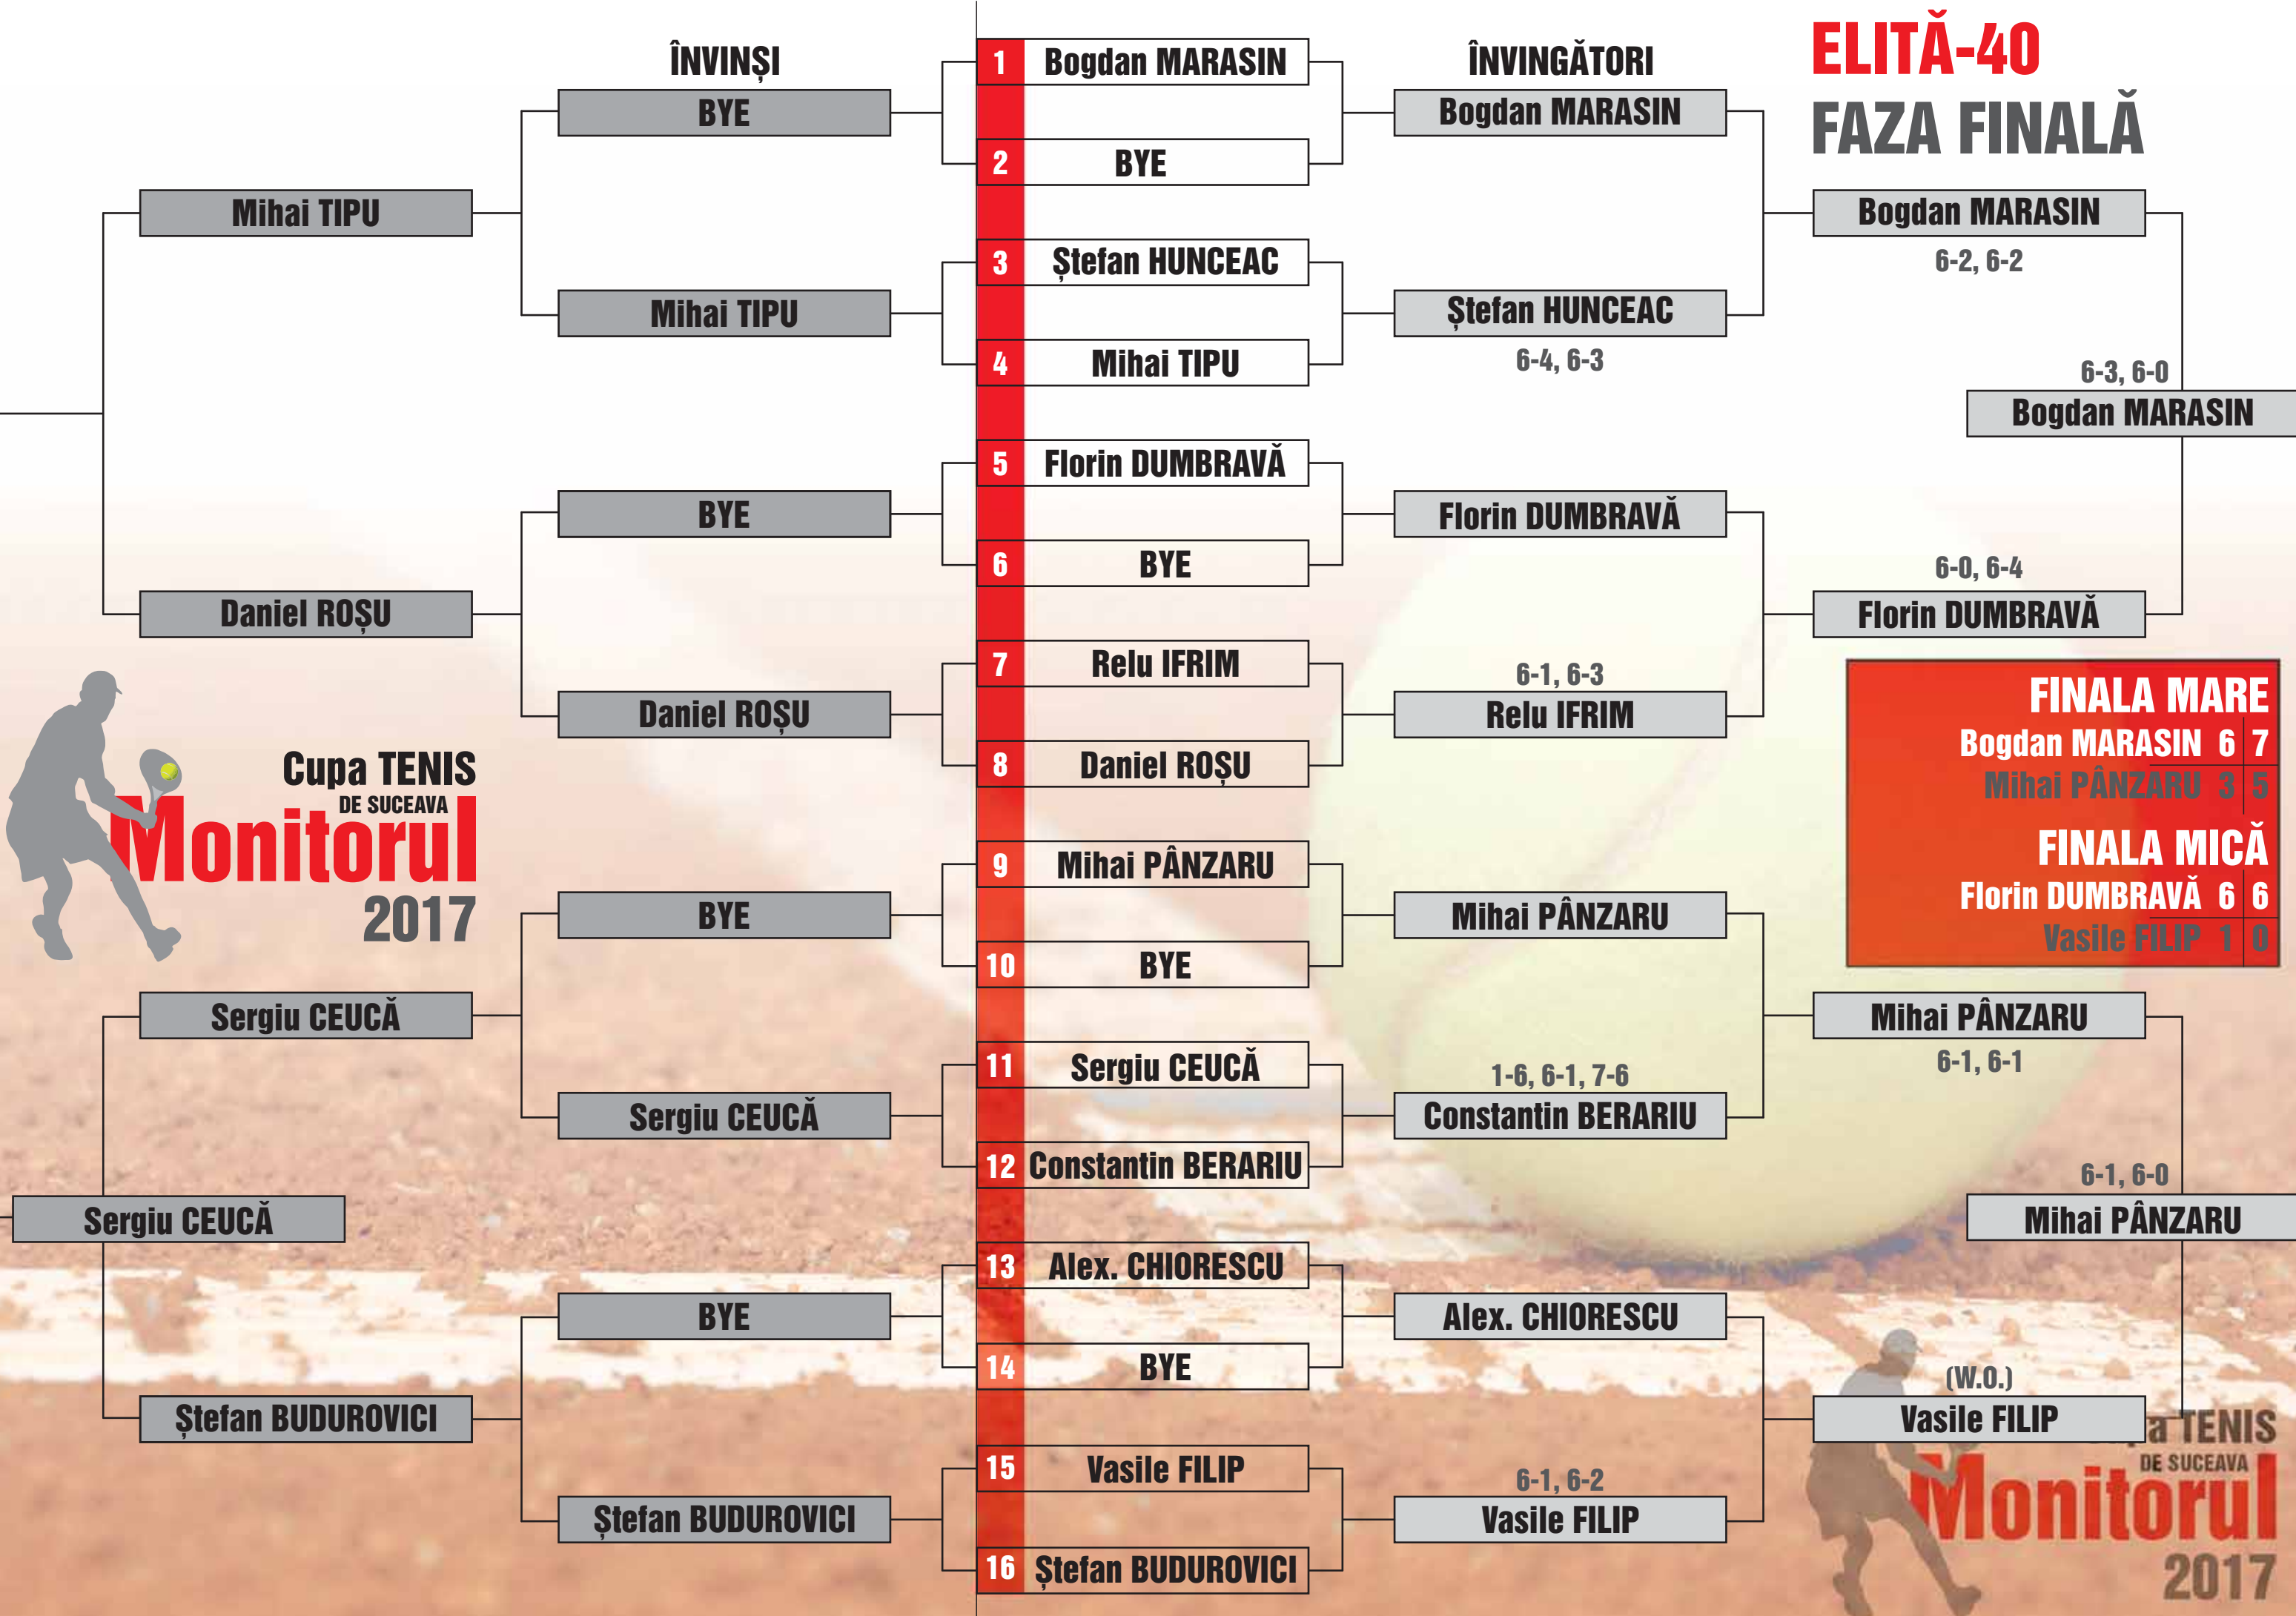 ELITĂ-40
FAZA FINALĂ
ÎNVINȘI
BYE
Mihai TIPU
Mihai TIPU
BYE
Daniel ROȘU
Daniel ROȘU
Cupa TENIS
DE SUCEAVA
Monitorul
2017
BYE
Sergiu CEUCĂ
Sergiu CEUCĂ
Sergiu CEUCĂ
BYE
Ștefan BUDUROVICI
Ștefan BUDUROVICI
1 Bogdan MARASIN
2 BYE
3 Ștefan HUNCEAC
4 Mihai TIPU
5 Florin DUMBRAVĂ
6 BYE
7 Relu IFRIM
8 Daniel ROȘU
9 Mihai PÂNZARU
10 BYE
11 Sergiu CEUCĂ
12 Constantin BERARIU
13 Alex. CHIORESCU
14 BYE
15 Vasile FILIP
16 Ștefan BUDUROVICI
ÎNVINGĂTORI
Bogdan MARASIN
Ștefan HUNCEAC
6-4, 6-3
Florin DUMBRAVĂ
6-1, 6-3
Relu IFRIM
Mihai PÂNZARU
1-6, 6-1, 7-6
Constantin BERARIU
Alex. CHIORESCU
6-1, 6-2
Vasile FILIP
Bogdan MARASIN
6-2, 6-2
6-3, 6-0
Bogdan MARASIN
6-0, 6-4
Florin DUMBRAVĂ
FINALA MARE
Bogdan MARASIN 6 7
Mihai PÂNZARU 3 5
FINALA MICĂ
Florin DUMBRAVĂ 6 6
Vasile FILIP 1 0
Mihai PÂNZARU
6-1, 6-1
6-1, 6-0
Mihai PÂNZARU
(W.O.)
Vasile FILIP
pa TENIS
DE SUCEAVA
Monitorul
2017